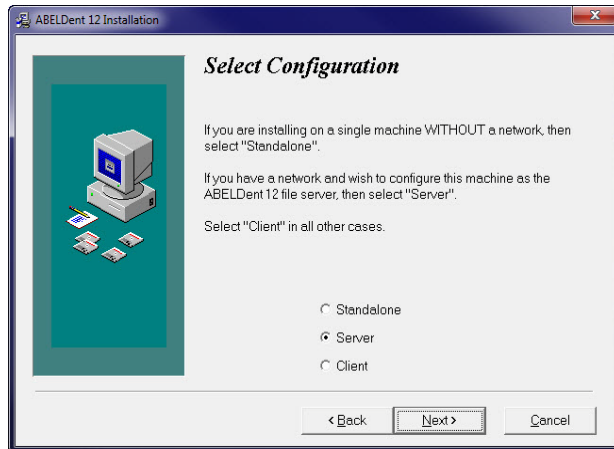 ABELDent 12 Installation
Select Configuration
If you are installing on a single machine WITHOUT a network, then
select "Standalone".
If you have a network and wish to configure this machine as the
ABELDent 12 file server, then select "Server".
Select "Client" in all other cases.
Standalone
Server
Client
< Back
Next >
Cancel